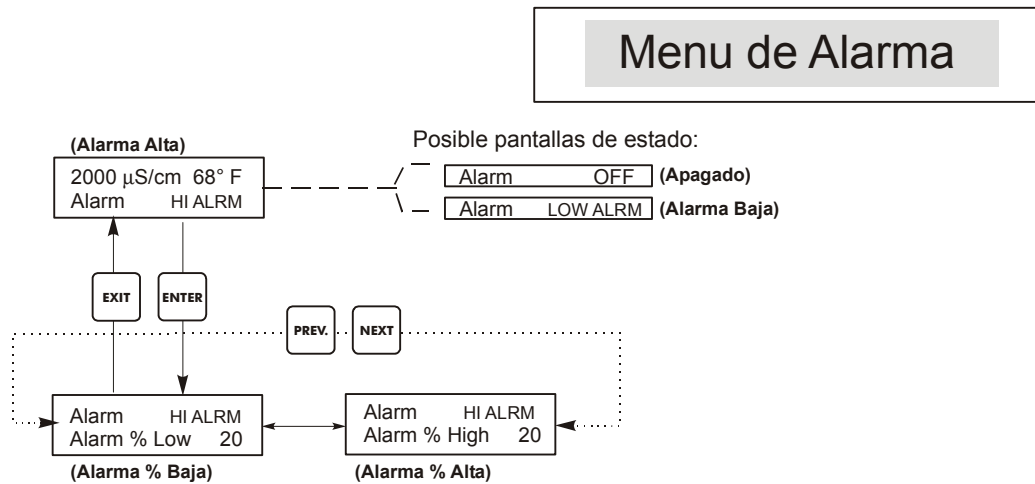 Menu de Alarma
(Alarma Alta)
2000 µS/cm 68° F
Alarm HI ALRM
Posible pantallas de estado:
Alarm OFF (Apagado)
Alarm LOW ALRM (Alarma Baja)
EXIT
ENTER
PREV.
NEXT
Alarm HI ALRM
Alarm % Low 20
(Alarma % Baja)
Alarm HI ALRM
Alarm % High 20
(Alarma % Alta)